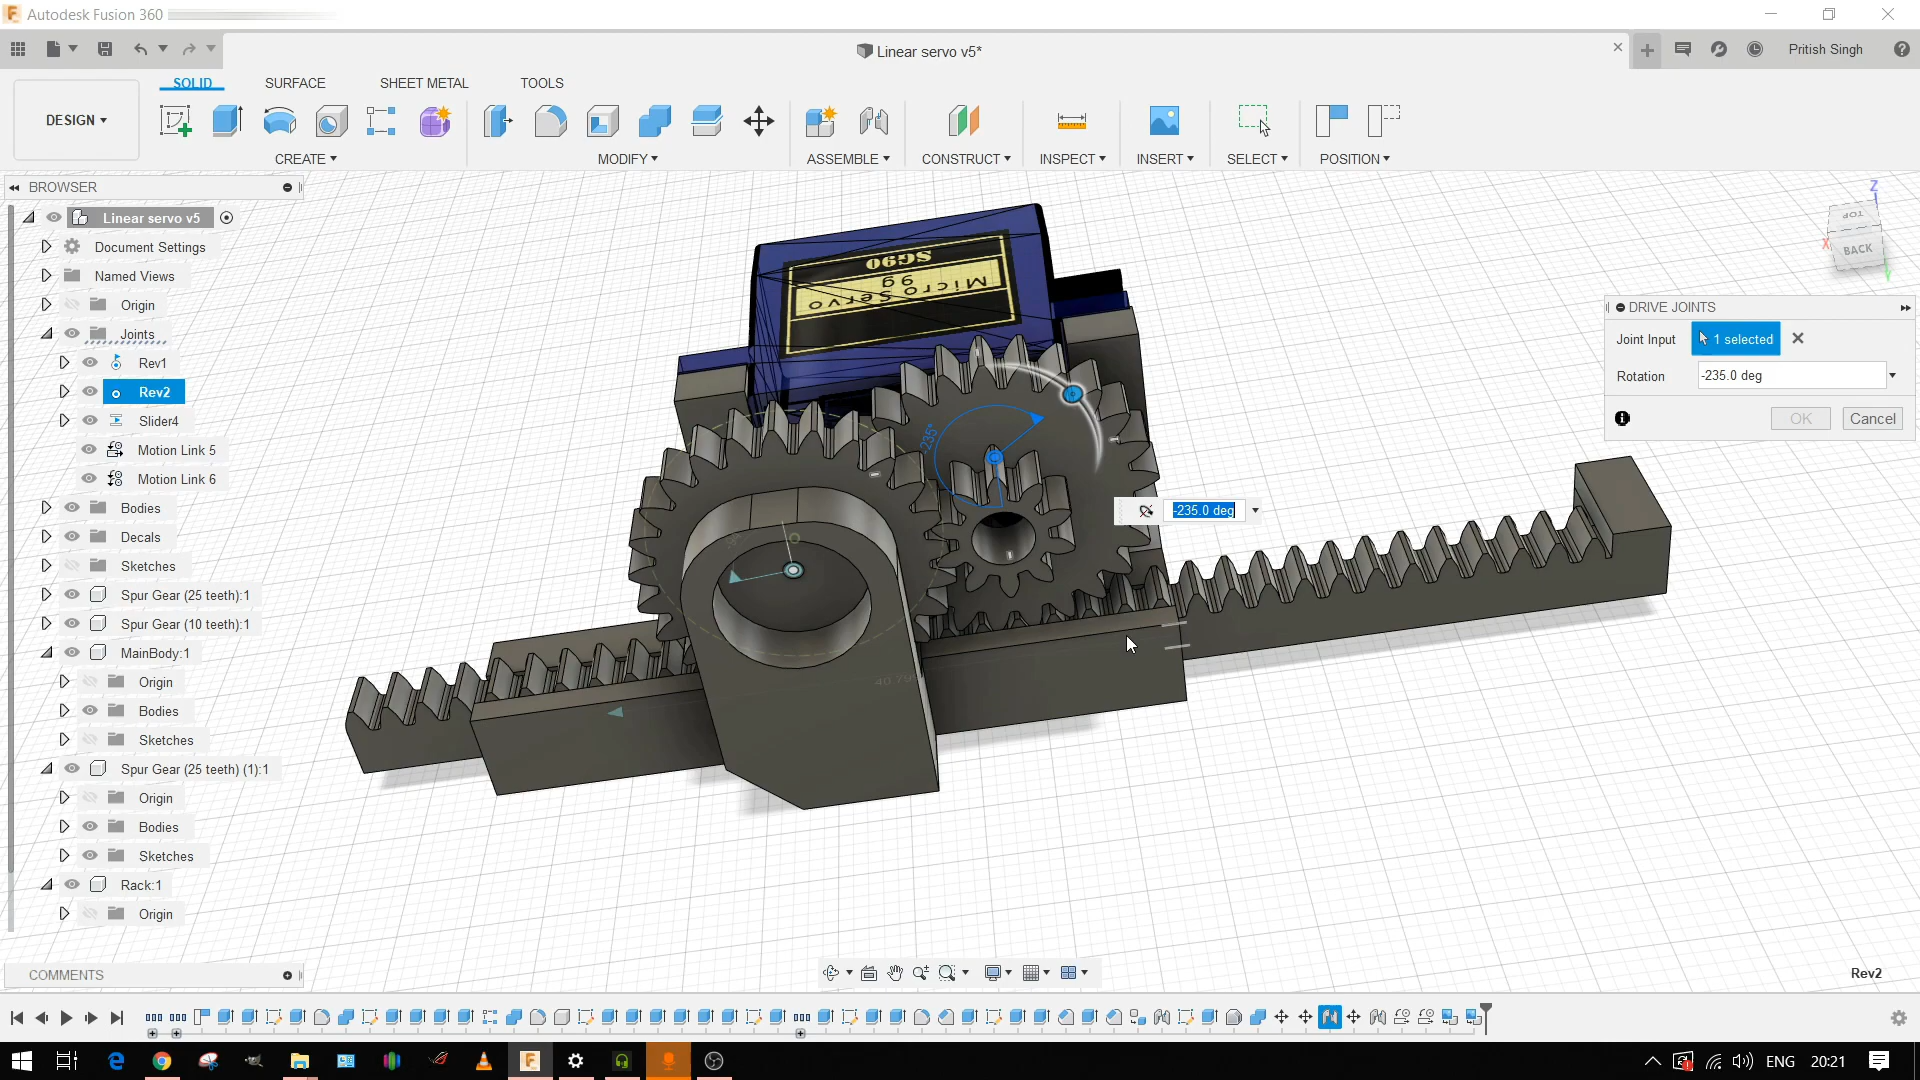 Autodesk Fusion 360
Linear servo v5*
Pritish Singh
DESIGN
SOLID
SURFACE
SHEET METAL
TOOLS
CREATE
MODIFY
ASSEMBLE
CONSTRUCT
INSPECT
INSERT
SELECT
POSITION
BROWSER
Linear servo v5
Document Settings
Named Views
Origin
Joints
Rev1
Rev2
Slider4
Motion Link 5
Motion Link 6
Bodies
Decals
Sketches
Spur Gear (25 teeth):1
Spur Gear (10 teeth):1
MainBody:1
Origin
Bodies
Sketches
Spur Gear (25 teeth) (1):1
Origin
Bodies
Sketches
Rack:1
Origin
COMMENTS
SG90
9g
Micro Servo
-235°
-235.0 deg
Z
TOP
X
BACK
Y
DRIVE JOINTS
Joint Input
1 selected
Rotation
-235.0 deg
OK
Cancel
Rev2
ENG
20:21